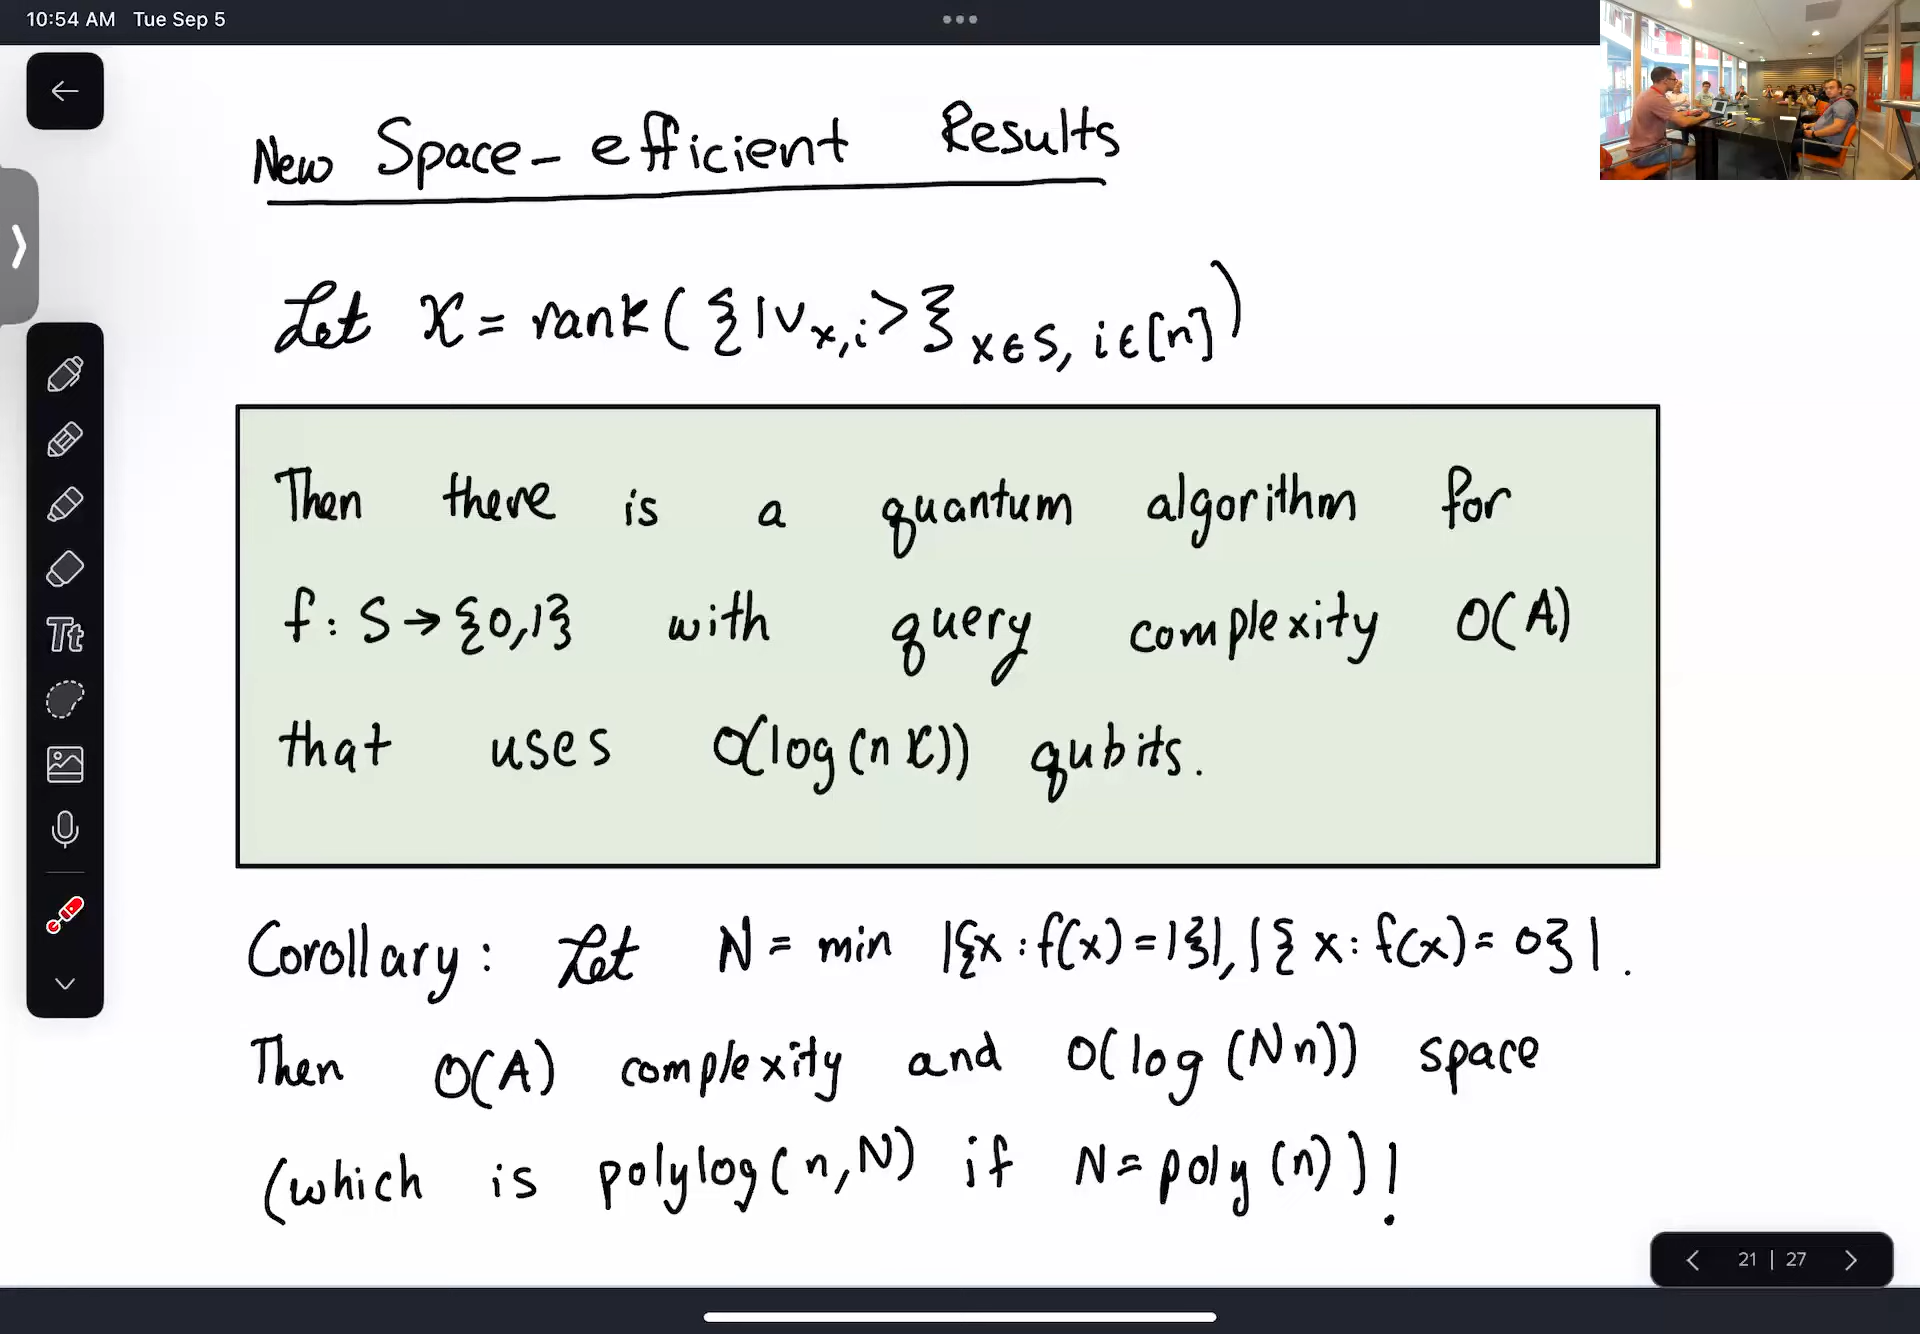 10:54 AM Tue Sep 5
New Space-efficient Results
Let χ = rank({|v_{x,i}>}_{x∈S, i∈[n]})
Then there is a quantum algorithm for
f: S → {0,1} with query complexity O(A)
that uses O(log(n χ)) qubits.
Corollary: Let N = min |{x : f(x) = 1}|, |{x: f(x) = 0}|.
Then O(A) complexity and O(log(Nn)) space
(which is polylog(n,N) if N = poly(n))!
Tt
21 | 27